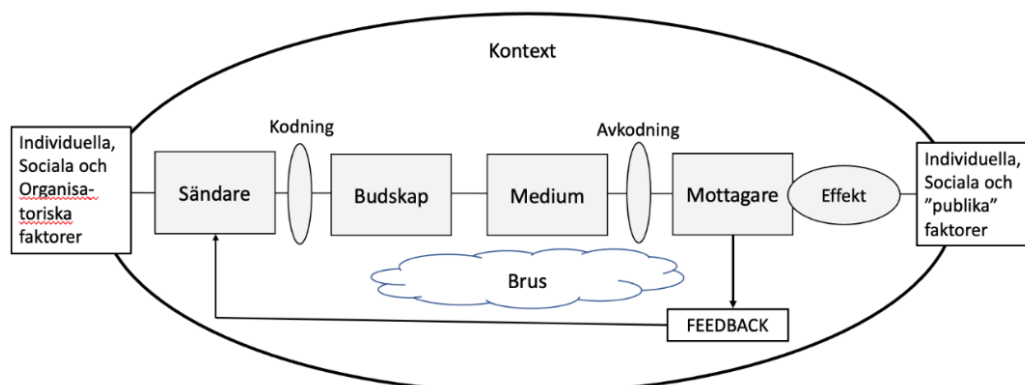 Kontext
Kodning
Avkodning
Individuella,
Sociala och
Organisa-
toriska
faktorer
Sändare
Budskap
Medium
Mottagare
Effekt
Individuella,
Sociala och
”publika”
faktorer
Brus
FEEDBACK